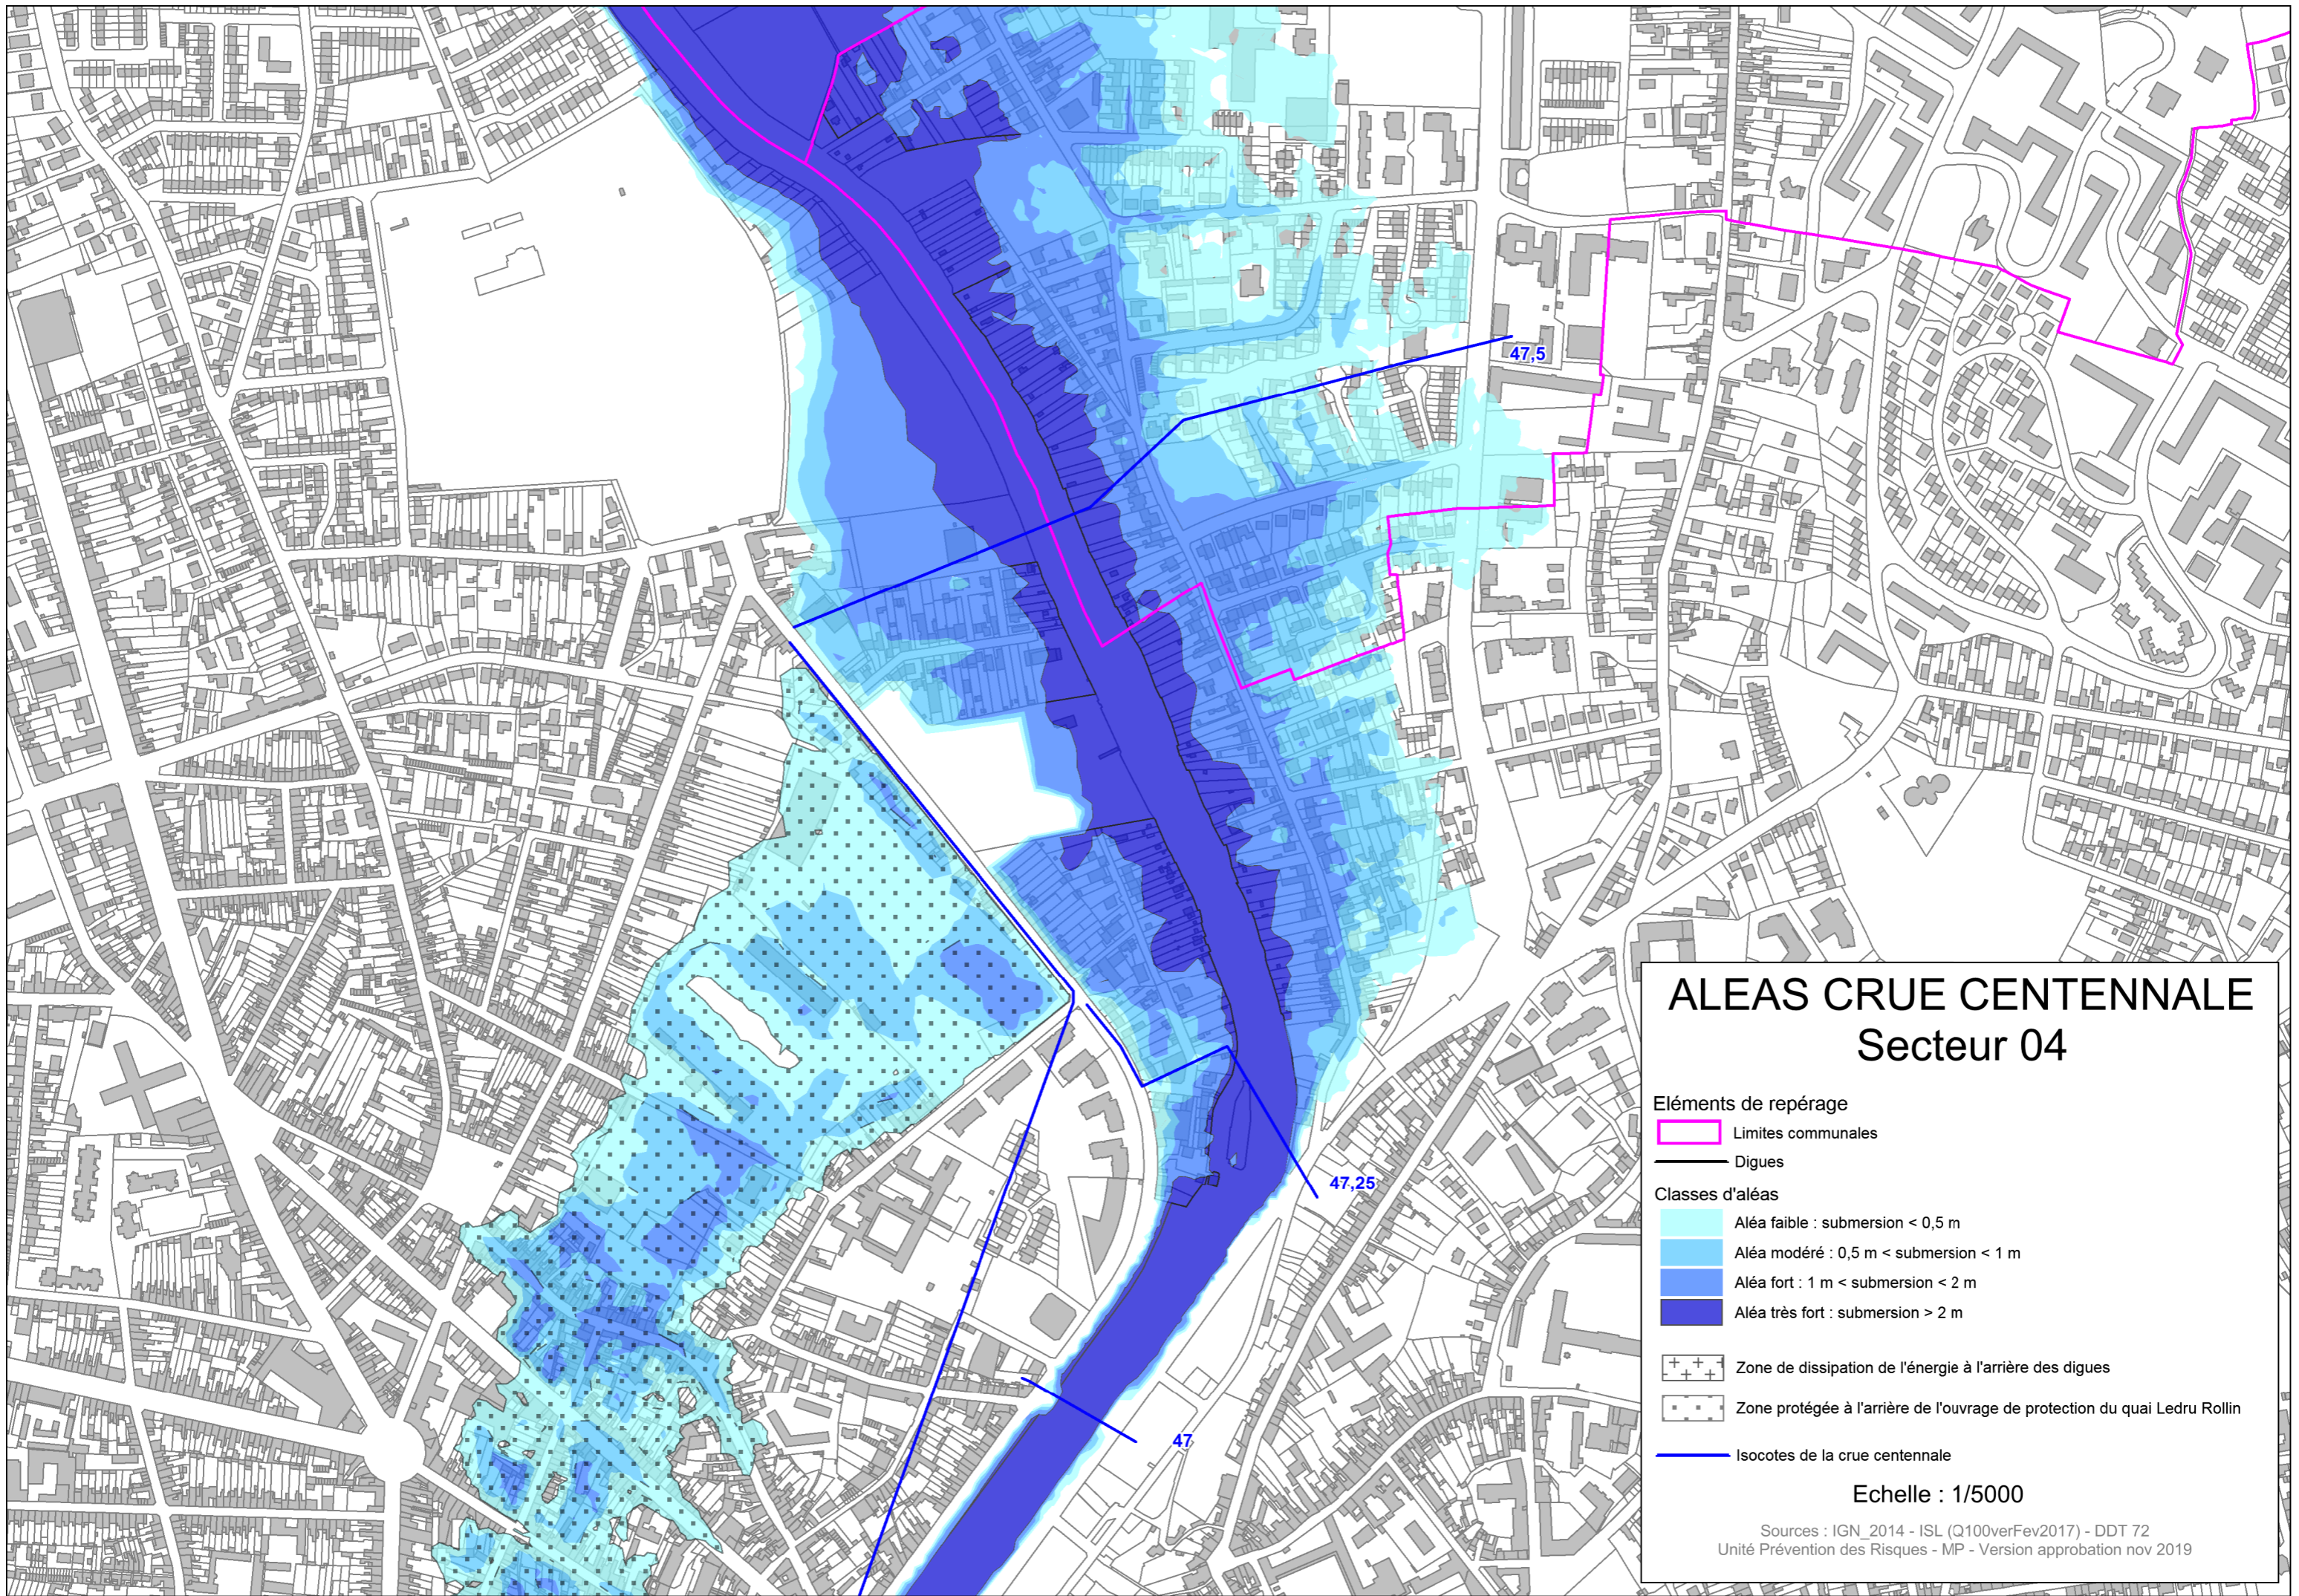 47,5
47,25
47
ALEAS CRUE CENTENNALE
Secteur 04
Eléments de repérage
Limites communales
Digues
Classes d'aléas
Aléa faible : submersion < 0,5 m
Aléa modéré : 0,5 m < submersion < 1 m
Aléa fort : 1 m < submersion < 2 m
Aléa très fort : submersion > 2 m
Zone de dissipation de l'énergie à l'arrière des digues
Zone protégée à l'arrière de l'ouvrage de protection du quai Ledru Rollin
Isocotes de la crue centennale
Echelle : 1/5000
Sources : IGN_2014 - ISL (Q100verFev2017) - DDT 72
Unité Prévention des Risques - MP - Version approbation nov 2019